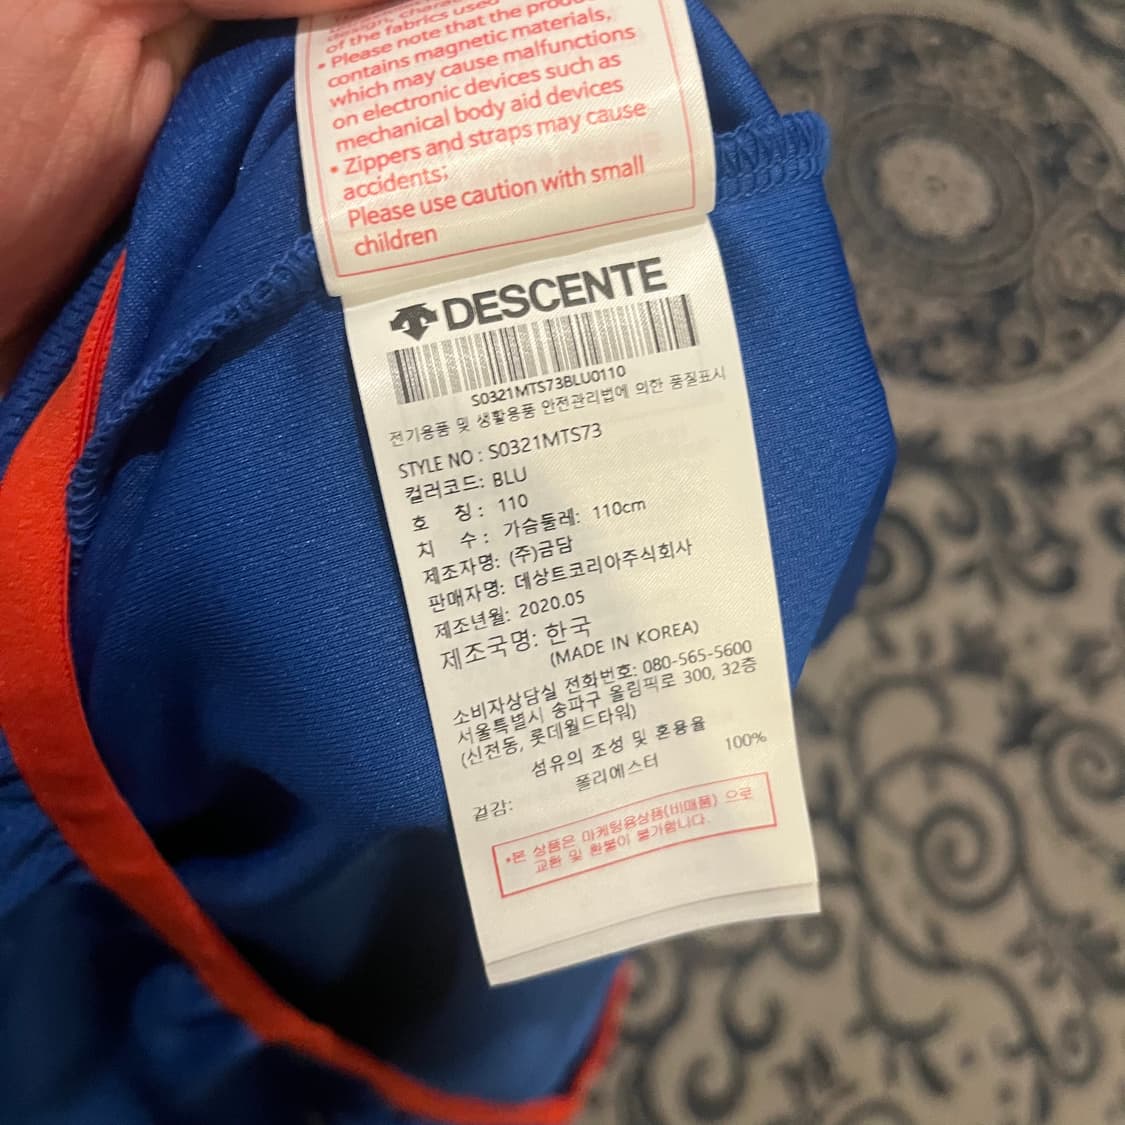 of the fabrics used
• Please note that the product
contains magnetic materials,
which may cause malfunctions
on electronic devices such as
mechanical body aid devices
• Zippers and straps may cause
accidents;
Please use caution with small
children
DESCENTE
S0321MTS73BLU0110
전기용품 및 생활용품 안전관리법에 의한 품질표시
STYLE NO : S0321MTS73
컬러코드: BLU
호 칭: 110
치 수: 가슴둘레: 110cm
제조자명: (주)금담
판매자명: 데상트코리아주식회사
제조년월: 2020.05
제조국명: 한국
(MADE IN KOREA)
소비자상담실 전화번호: 080-565-5600
서울특별시 송파구 올림픽로 300, 32층
(신천동, 롯데월드타워)
섬유의 조성 및 혼용율
겉감: 폴리에스터 100%
*본 상품은 마케팅용상품(비매품) 으로
교환 및 환불이 불가합니다.